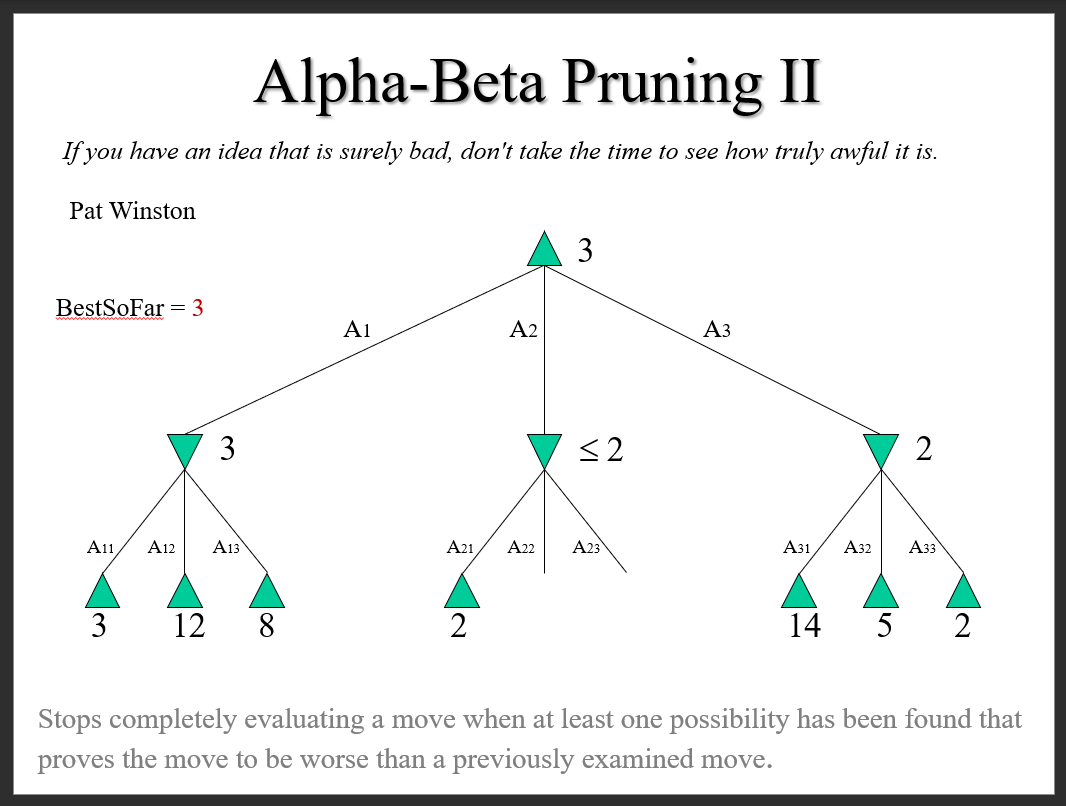 Alpha-Beta Pruning II
If you have an idea that is surely bad, don't take the time to see how truly awful it is.
Pat Winston
3
BestSoFar = 3
A1 A2 A3
3 ≤ 2 2
A11 A12 A13 A21 A22 A23 A31 A32 A33
3 12 8 2 14 5 2
Stops completely evaluating a move when at least one possibility has been found that
proves the move to be worse than a previously examined move.